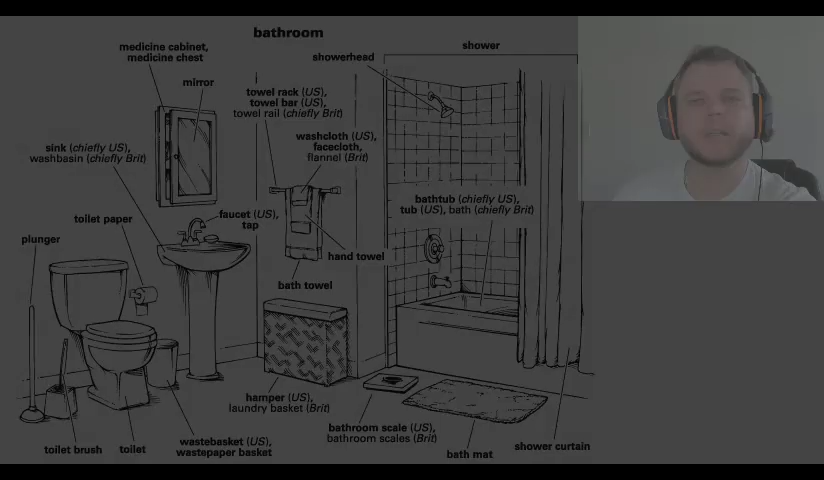 bathroom
medicine cabinet,
medicine chest
showerhead
shower
mirror
towel rack (US),
towel bar (US),
towel rail (chiefly Brit)
washcloth (US),
facecloth,
flannel (Brit)
sink (chiefly US),
washbasin (chiefly Brit)
bathtub (chiefly US),
tub (US), bath (chiefly Brit)
toilet paper
faucet (US),
tap
plunger
hand towel
bath towel
hamper (US),
laundry basket (Brit)
bathroom scale (US),
bathroom scales (Brit)
toilet brush
toilet
wastebasket (US),
wastepaper basket
bath mat
shower curtain